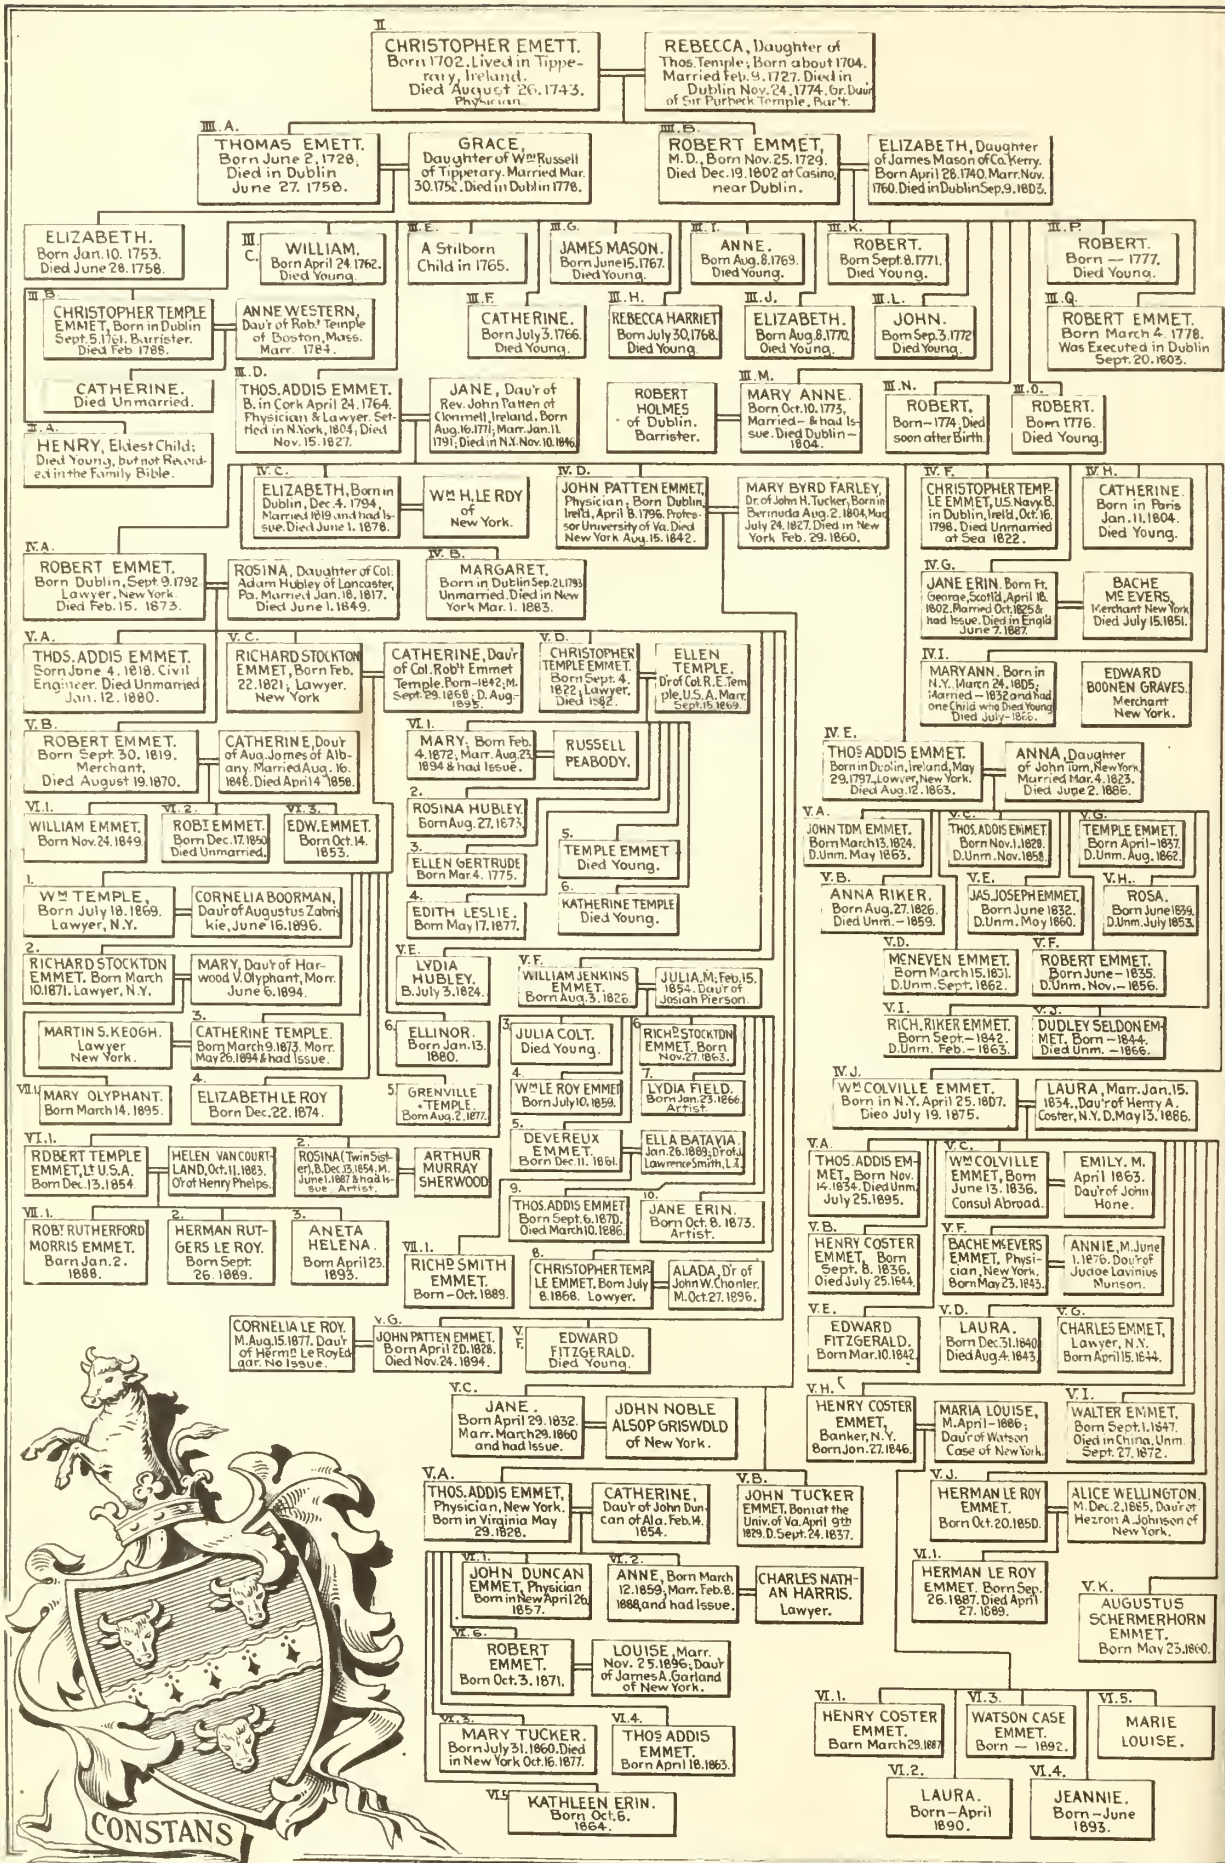 II.
CHRISTOPHER EMETT.
Born 1702. Lived in Tippe-
rary, Ireland.
Died August 26.1743.
Physician
REBECCA, Daughter of
Thos. Temple; Born about 1704.
Married Feb. 9.1727. Died in
Dublin Nov. 24.1774. Gr. Dau'r
of Sir Purbeck Temple, Bar't.
III.A.
THOMAS EMETT.
Born June 2,1728;
Died in Dublin
June 27. 1758.
GRACE,
Daughter of Wm Russell
of Tipperary. Married Mar.
30.1752. Died in Dublin 1778.
III.B.
ROBERT EMMET,
M.D., Born Nov. 25.1729.
Died Dec. 19.1802 at Casino,
near Dublin.
ELIZABETH, Daughter
of James Mason of Co. Kerry.
Born April 28.1740. Marr. Nov.
1760. Died in Dublin Sep. 9.1803.
ELIZABETH.
Born Jan. 10. 1753.
Died June 28. 1758.
III.
C.
WILLIAM,
Born April 24.1762.
Died Young.
III.E.
A Stilborn
Child in 1765.
III.G.
JAMES MASON.
Born June 15.1767.
Died Young.
III.I.
ANNE.
Born Aug. 8.1769.
Died Young.
III.K.
ROBERT.
Born Sept. 8.1771.
Died Young.
III.P.
ROBERT.
Born — 1777.
Died Young.
III.B.
CHRISTOPHER TEMPLE
EMMET, Born in Dublin
Sept. 5.1761. Barrister.
Died Feb 1788.
ANNE WESTERN,
Dau'r of Robt Temple
of Boston, Mass.
Marr. 1784.
III.F.
CATHERINE.
Born July 3.1766.
Died Young.
III.H.
REBECCA HARRIET
Born July 30,1768.
Died Young.
III.J.
ELIZABETH.
Born Aug. 8,1770.
Died Young.
III.L.
JOHN.
Born Sep. 3.1772
Died Young.
III.Q.
ROBERT EMMET.
Born March 4. 1778.
Was Executed in Dublin
Sept. 20.1803.
CATHERINE.
Died Unmarried.
III.D.
THOS. ADDIS EMMET.
B. in Cork April 24.1764.
Physician & Lawyer, Set-
tled in N.York, 1804; Died
Nov. 15.1827.
JANE, Dau'r of
Rev. John Patten of
Clonmell, Ireland, Born
Aug. 16.1771; Marr. Jan. 11.
1791; Died in N.Y. Nov. 10.1846.
ROBERT
HOLMES
of Dublin.
Barrister.
III.M.
MARY ANNE.
Born Oct. 10.1773,
Married — & had Is-
sue. Died Dublin —
1804.
III.N.
ROBERT.
Born — 1774; Died
soon after Birth.
III.O.
ROBERT.
Born 1776.
Died Young.
II.A.
HENRY, Eldest Child;
Died Young, but not Record-
ed in the Family Bible.
IV.C.
ELIZABETH, Born in
Dublin, Dec. 4. 1794,
Married 1819 and had Is-
sue. Died June 1. 1878.
Wm H. LE ROY
of
New York.
IV.D.
JOHN PATTEN EMMET,
Physician, Born Dublin,
Irel'd, April 8.1796. Profes-
sor University of Va. Died
New York Aug. 15.1842.
MARY BYRD FARLEY,
Dr. of John H. Tucker, Born in
Bermuda Aug. 2.1804, Mar.
July 24.1827. Died in New
York Feb. 29.1860.
IV.F.
CHRISTOPHER TEMP-
LE EMMET, U.S. Navy. B.
in Dublin, Irel'd, Oct. 16.
1798. Died Unmarried
at Sea 1822.
IV.H.
CATHERINE.
Born in Paris
Jan. 11.1804.
Died Young.
IV.A.
ROBERT EMMET.
Born Dublin, Sept. 9.1792
Lawyer, New York.
Died Feb. 15. 1873.
ROSINA, Daughter of Col.
Adam Hubley of Lancaster,
Pa. Married Jan. 18. 1817.
Died June 1.1849.
IV.B.
MARGARET.
Born in Dublin Sep. 21.1793
Unmarried. Died in New
York Mar. 1. 1883.
IV.G.
JANE ERIN. Born Ft.
George, Scotl'd, April 18.
1802. Married Oct. 1825 &
had Issue. Died in Engl'd
June 7.1887.
BACHE
Mc EVERS,
Merchant New York
Died July 15.1851.
V.A.
THOS. ADDIS EMMET.
Born June 4. 1818. Civil
Engineer. Died Unmarried
Jan. 12. 1880.
V.C.
RICHARD STOCKTON
EMMET, Born Feb.
22.1821; Lawyer.
New York
CATHERINE, Dau'r
of Col. Rob't Emmet
Temple. Born — 1842; M.
Sept. 29.1868; D. Aug.-
1895.
V.D.
CHRISTOPHER
TEMPLE EMMET.
Born Sept. 4.
1822; Lawyer.
Died 1882.
ELLEN
TEMPLE.
Dr of Col. R.E. Tem-
ple, U.S.A. Marr.
Sept. 15.1869.
IV.I.
MARY ANN. Born in
N.Y. March 24.1805;
Married — 1832 and had
one Child who Died Young
Died July — 1866.
EDWARD
BOONEN GRAVES.
Merchant
New York.
V.B.
ROBERT EMMET.
Born Sept. 30. 1819.
Merchant,
Died August 19.1870.
CATHERINE, Dau'r
of Aug. James of Alb-
any. Married Aug. 16.
1848. Died April 4 1858.
VI.1.
MARY, Born Feb.
4.1872; Marr. Aug. 23.
1894 & had Issue.
RUSSELL
PEABODY.
IV.E.
THOS ADDIS EMMET.
Born in Dublin, Ireland, May
29.1797. Lawyer, New York.
Died Aug. 12.1863.
ANNA, Daughter
of John Tom, New York,
Married Mar. 4.1823.
Died June 2. 1886.
VI.1.
WILLIAM EMMET.
Born Nov. 24.1849.
VI.2.
ROBT EMMET.
Born Dec. 17.1850
Died Unmarried.
VI.3.
EDW. EMMET.
Born Oct. 14.
1853.
2.
ROSINA HUBLEY.
Born Aug. 27.1873.
3.
ELLEN GERTRUDE
Born Mar. 4. 1775.
5.
TEMPLE EMMET
Died Young.
V.A.
JOHN TOM EMMET.
Born March 13.1824.
D. Unm. May 1863.
V.C.
THOS. ADDIS EMMET.
Born Nov. 1.1828.
D. Unm. Nov. 1858.
V.G.
TEMPLE EMMET.
Born April — 1837.
D. Unm. Aug. 1862.
1.
Wm TEMPLE,
Born July 18.1869.
Lawyer, N.Y.
CORNELIA BOORMAN,
Dau'r of Augustus Zabris
kie, June 16.1896.
4.
EDITH LESLIE.
Born May 17.1877.
6.
KATHERINE TEMPLE
Died Young.
V.B.
ANNA RIKER.
Born Aug. 27.1826.
Died Unm. — 1859.
V.E.
JAS. JOSEPH EMMET,
Born June 1832.
D. Unm. May 1860.
V.H.
ROSA.
Born June 1839.
D. Unm. July 1853.
2.
RICHARD STOCKTON
EMMET. Born March
10.1871. Lawyer, N.Y.
MARY, Dau'r of Har-
wood V. Olyphant, Marr.
June 6.1894.
V.E.
LYDIA
HUBLEY.
B. July 3.1824.
V.F.
WILLIAM JENKINS
EMMET.
Born Aug. 3.1826.
JULIA, M. Feb. 15.
1854. Dau'r of
Josiah Pierson.
V.D.
McNEVEN EMMET.
Born March 15.1831.
D. Unm. Sept. 1862.
V.F.
ROBERT EMMET.
Born June — 1835.
D. Unm. Nov. — 1856.
MARTIN S. KEOGH.
Lawyer
New York.
3.
CATHERINE TEMPLE.
Born March 9.1873. Marr.
May 26.1894 & had Issue.
6.
ELLINOR.
Born Jan. 13.
1880.
3.
JULIA COLT.
Died Young.
6.
RICHD STOCKTON
EMMET. Born
Nov. 27.1863.
V.I.
RICH. RIKER EMMET.
Born Sept. — 1842.
D. Unm. Feb. — 1863.
V.J.
DUDLEY SELDON EM-
MET. Born — 1844.
Died Unm. — 1866.
VII.1.
MARY OLYPHANT.
Born March 14.1895.
4.
ELIZABETH LE ROY
Born Dec. 22.1874.
5.
GRENVILLE
TEMPLE.
Born Aug. 2.1877.
4.
Wm LE ROY EMMET
Born July 10.1859.
7.
LYDIA FIELD.
Born Jan. 23.1866.
Artist.
IV.J.
Wm COLVILLE EMMET.
Born in N.Y. April 25.1807.
Died July 19. 1875.
LAURA, Marr. Jan. 15.
1834., Dau'r of Henry A.
Coster, N.Y. D. May 13. 1886.
VI.1.
ROBERT TEMPLE
EMMET, Lt U.S.A.
Born Dec. 13.1854.
HELEN VAN COURT-
LAND, Oct. 11.1883.
D'r of Henry Phelps.
2.
ROSINA (Twin Sist-
er), B. Dec. 13.1854. M.
June 1.1887 & had Is-
sue. Artist.
ARTHUR
MURRAY
SHERWOOD
5.
DEVEREUX
EMMET.
Born Dec. 11. 1861.
ELLA BATAVIA.
Jan. 26.1889; D'r of J.
Lawrence Smith, L.I.
V.A.
THOS. ADDIS EM-
MET, Born Nov.
14.1834. Died Unm.
July 25.1895.
V.C.
Wm COLVILLE
EMMET, Born
June 13. 1836.
Consul Abroad.
EMILY. M.
April 1863.
Dau'r of John
Hone.
VII.1.
ROBT RUTHERFORD
MORRIS EMMET.
Born Jan. 2.
1888.
2.
HERMAN RUT-
GERS LE ROY.
Born Sept.
26.1889.
3.
ANETA
HELENA.
Born April 23.
1893.
9.
THOS. ADDIS EMMET
Born Sept. 6.1870.
Died March 10.1886.
10.
JANE ERIN.
Born Oct. 8. 1873.
Artist.
V.B.
HENRY COSTER
EMMET, Born
Sept. 8. 1836.
Died July 25.1844.
V.F.
BACHE McEVERS
EMMET, Physi-
cian, New York.
Born May 23.1843.
ANNIE, M. June
1.1876. Dau'r of
Judge Lavinius
Munson.
VII.1.
RICHD SMITH
EMMET.
Born — Oct. 1889.
8.
CHRISTOPHER TEMP-
LE EMMET. Born July
8.1868. Lawyer.
ALADA, D'r of
John W. Chanler.
M. Oct. 27.1896.
V.E.
EDWARD
FITZGERALD.
Born Mar. 10.1842.
V.D.
LAURA.
Born Dec. 31.1840.
Died Aug. 4.1843.
V.G.
CHARLES EMMET,
Lawyer, N.Y.
Born April 15.1844.
CORNELIA LE ROY.
M. Aug. 15.1877. Dau'r
of Hermn Le Roy Ed
gar. No Issue.
V.G.
JOHN PATTEN EMMET.
Born April 20.1828.
Died Nov. 24.1894.
V.
F
EDWARD
FITZGERALD.
Died Young.
V.C.
JANE.
Born April 29.1832.
Marr. March 29.1860
and had Issue.
JOHN NOBLE
ALSOP GRISWOLD
of New York.
V.H.
HENRY COSTER
EMMET,
Banker, N.Y.
Born Jan. 27.1846.
MARIA LOUISE,
M. April — 1886;
Dau'r of Watson
Case of New York.
V.I.
WALTER EMMET,
Born Sept. 1.1847.
Died in China, Unm.
Sept. 27.1872.
V.A.
THOS. ADDIS EMMET,
Physician, New York.
Born in Virginia May
29.1828.
CATHERINE,
Dau'r of John Dun-
can of Ala. Feb. 14.
1854.
V.B.
JOHN TUCKER
EMMET, Born at the
Univ. of Va. April 9th
1829. D. Sept. 24.1837.
V.J.
HERMAN LE ROY
EMMET.
Born Oct. 20.1850.
ALICE WELLINGTON,
M. Dec. 2,1885, Dau'r of
Hezron A. Johnson of
New York.
VI.1.
JOHN DUNCAN
EMMET, Physician
Born in New April 26,
1857.
VI.2.
ANNE, Born March
12.1859; Marr. Feb. 8.
1888, and had Issue.
CHARLES NATH-
AN HARRIS.
Lawyer.
VI.1.
HERMAN LE ROY
EMMET. Born Sep.
26.1887. Died April
27. 1889.
V.K.
AUGUSTUS
SCHERMERHORN
EMMET.
Born May 23.1860.
VI.6.
ROBERT
EMMET.
Born Oct. 3.1871.
LOUISE, Marr.
Nov. 25.1896; Dau'r
of James A. Garland
of New York.
VI.3.
MARY TUCKER.
Born July 31.1860. Died
in New York Oct. 16.1877.
VI.4.
THOS ADDIS
EMMET.
Born April 18.1863.
VI.1.
HENRY COSTER
EMMET.
Born March 29.1887
VI.3.
WATSON CASE
EMMET.
Born — 1892.
VI.5.
MARIE
LOUISE.
VI.5
KATHLEEN ERIN.
Born Oct. 6.
1864.
VI.2.
LAURA.
Born — April
1890.
VI.4.
JEANNIE.
Born — June
1893.
CONSTANS